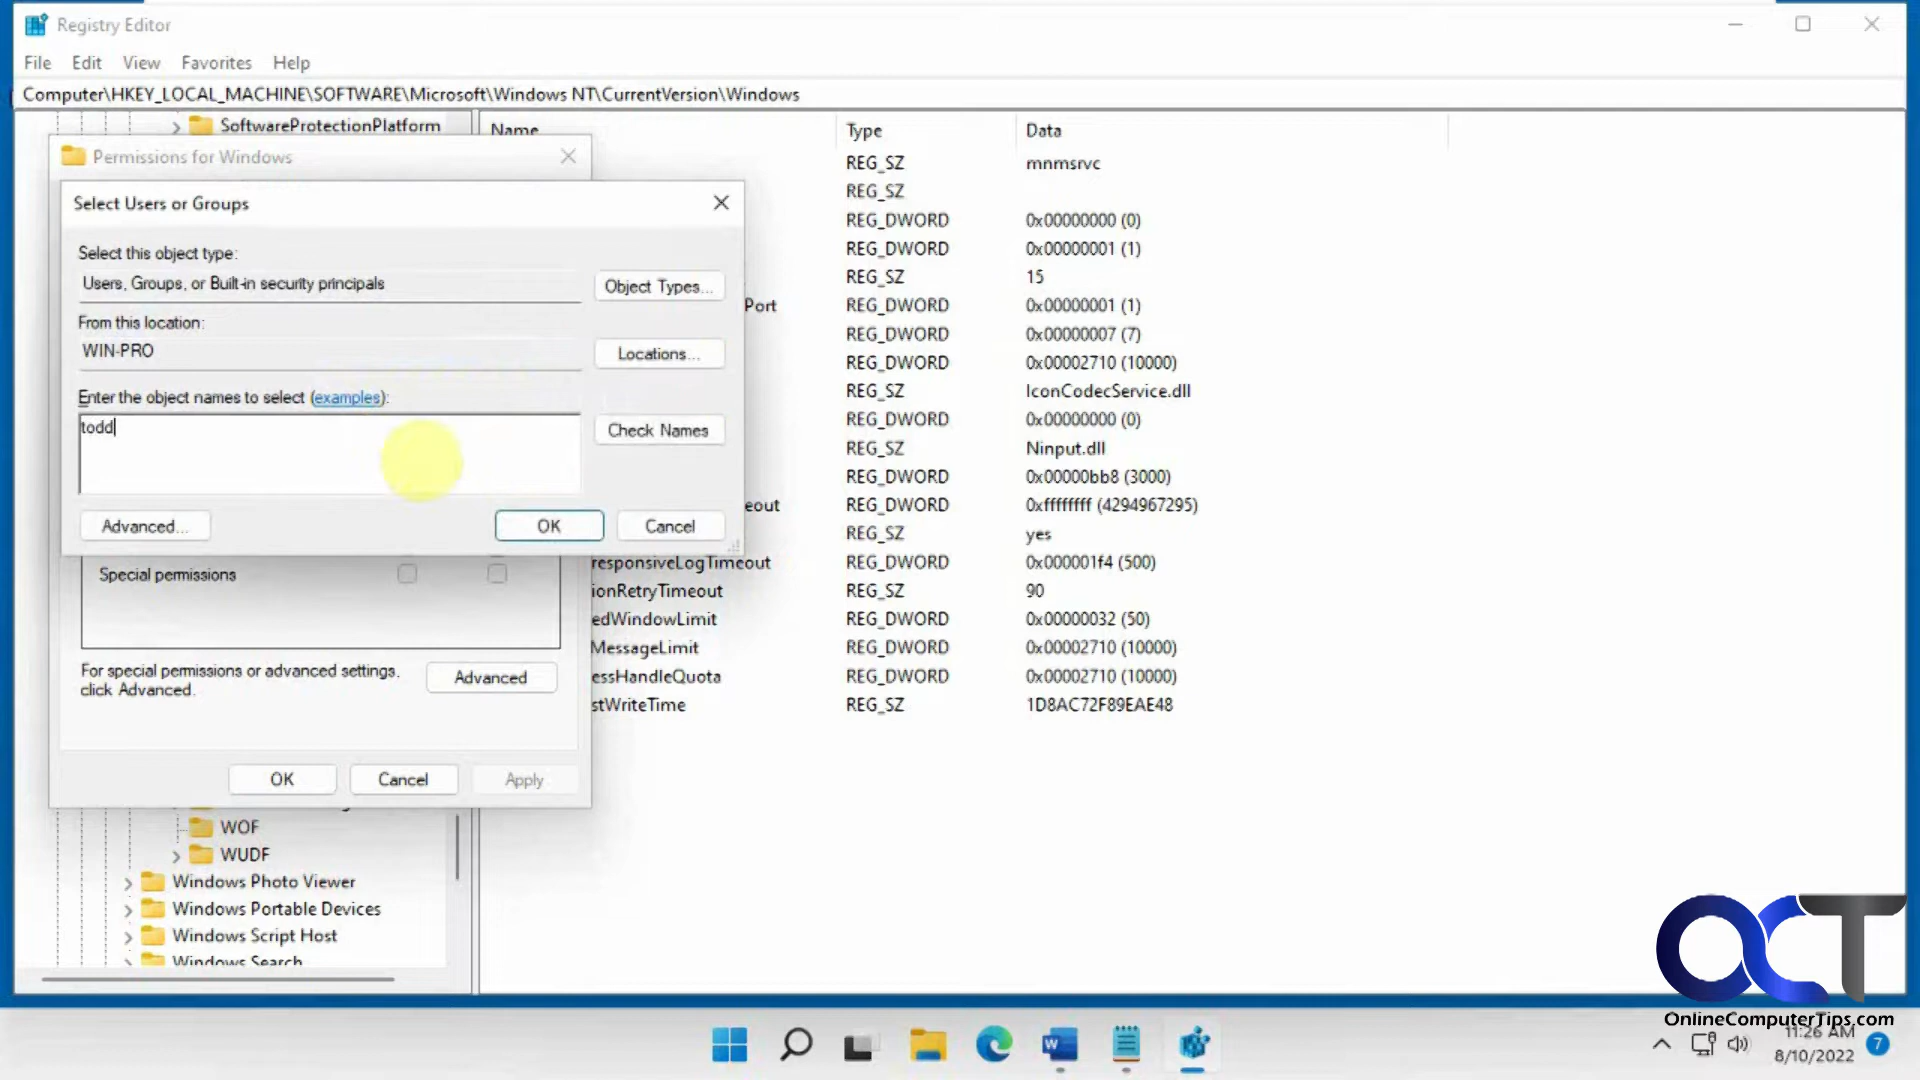 Registry Editor
File Edit View Favorites Help
Computer\HKEY_LOCAL_MACHINE\SOFTWARE\Microsoft\Windows NT\CurrentVersion\Windows
SoftwareProtectionPlatform
Name Type Data
Permissions for Windows
REG_SZ mnmsrvc
REG_SZ
Select Users or Groups
REG_DWORD 0x00000000 (0)
REG_DWORD 0x00000001 (1)
Select this object type:
Users, Groups, or Built-in security principals
Object Types...
REG_SZ 15
Port REG_DWORD 0x00000001 (1)
From this location:
WIN-PRO
Locations...
REG_DWORD 0x00000007 (7)
REG_DWORD 0x00002710 (10000)
Enter the object names to select (examples):
REG_SZ IconCodecService.dll
todd
Check Names
REG_DWORD 0x00000000 (0)
REG_SZ Ninput.dll
REG_DWORD 0x00000bb8 (3000)
eout REG_DWORD 0xffffffff (4294967295)
Advanced... OK Cancel
REG_SZ yes
responsiveLogTimeout REG_DWORD 0x000001f4 (500)
Special permissions
ionRetryTimeout REG_SZ 90
edWindowLimit REG_DWORD 0x00000032 (50)
MessageLimit REG_DWORD 0x00002710 (10000)
essHandleQuota REG_DWORD 0x00002710 (10000)
stWriteTime REG_SZ 1D8AC72F89EAE48
For special permissions or advanced settings,
click Advanced.
Advanced
OK Cancel Apply
WOF
WUDF
Windows Photo Viewer
Windows Portable Devices
Windows Script Host
Windows Search
OCT
OnlineComputerTips.com
11:26 AM
8/10/2022
7